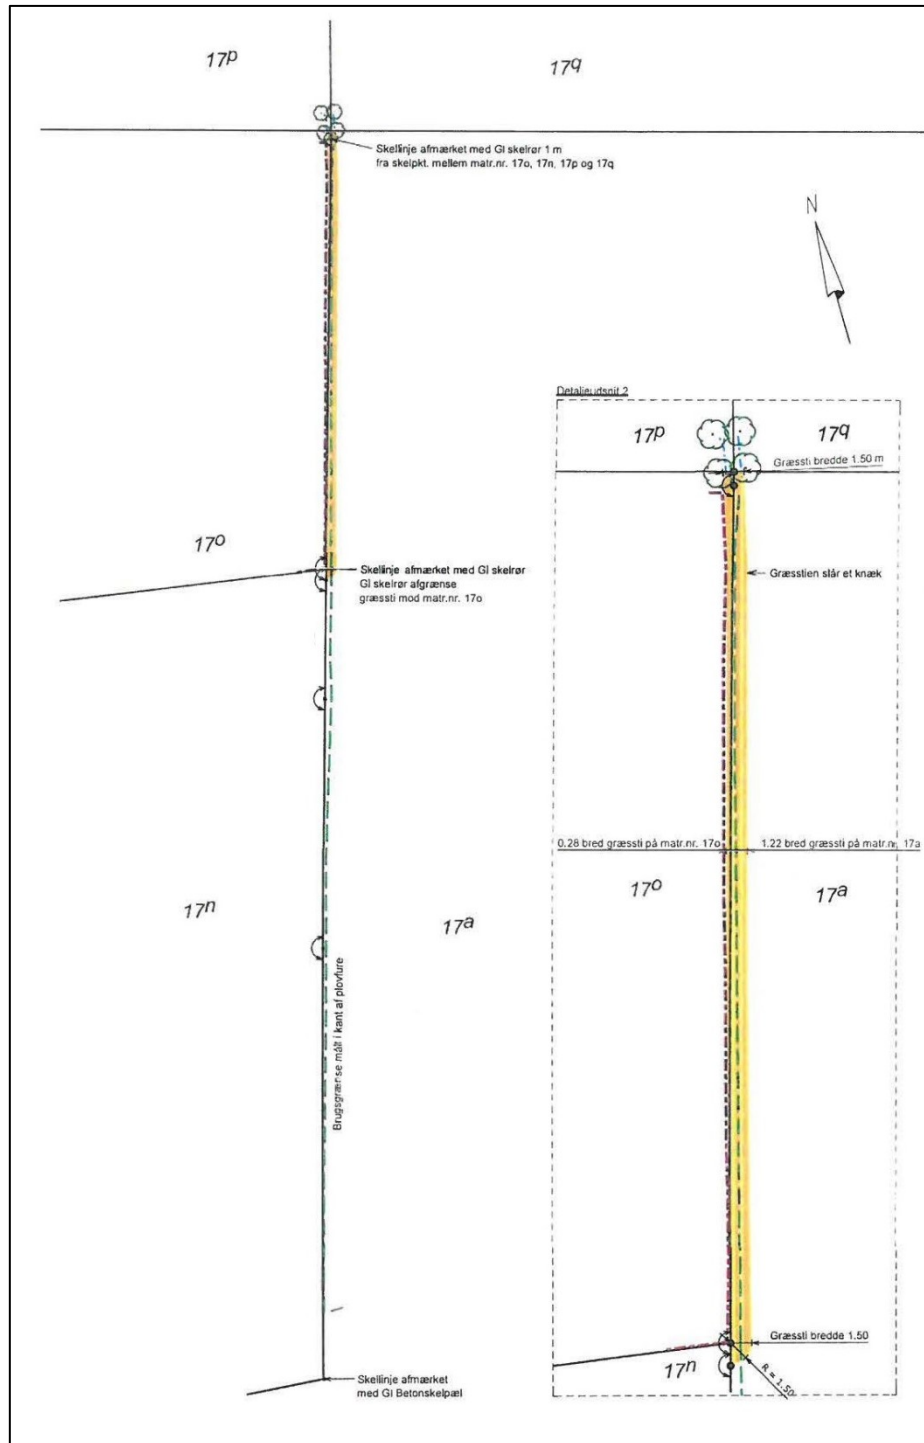 17p
17q
Skellinje afmærket med GI skelrør 1 m
fra skelpkt. mellem matr.nr. 17o, 17n, 17p og 17q
N
Detaljeudsnit 2
17p
17q
Græssti bredde 1.50 m
17o
Skellinje afmærket med GI skelrør
GI skelrør afgrænse
græssti mod matr.nr. 17o
Græsstien slår et knæk
0.28 bred græssti på matr.nr. 17o
1.22 bred græssti på matr.nr. 17a
17o
17a
17n
17a
Brugsgrænse målt i kant af plovfure
Græssti bredde 1.50
17n
R = 1.50
Skellinje afmærket
med GI Betonskelpæl